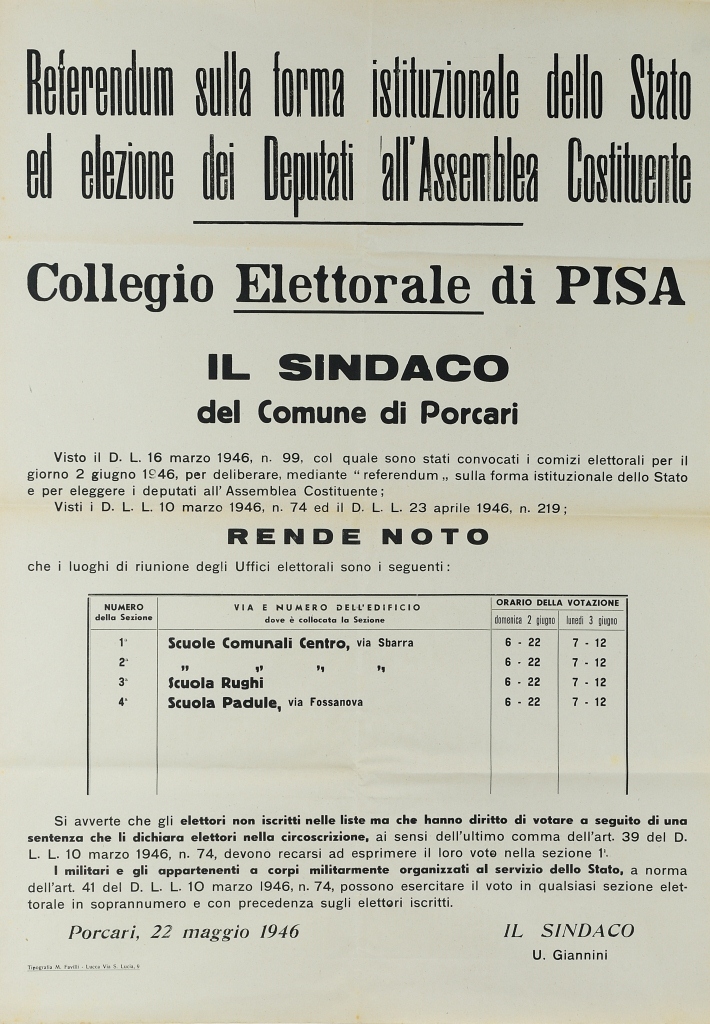 Referendum sulla forma istituzionale dello Stato
ed elezione dei Deputati all'Assemblea Costituente
Collegio Elettorale di PISA
IL SINDACO
del Comune di Porcari
Visto il D. L. 16 marzo 1946, n. 99, col quale sono stati convocati i comizi elettorali per il
giorno 2 giugno 1946, per deliberare, mediante “ referendum „ sulla forma istituzionale dello Stato
e per eleggere i deputati all' Assemblea Costituente ;
Visti i D. L. L. 10 marzo 1946, n. 74 ed il D. L. L. 23 aprile 1946, n. 219 ;
RENDE NOTO
che i luoghi di riunione degli Uffici elettorali sono i seguenti :
NUMERO della Sezione
VIA E NUMERO DELL'EDIFICIO dove è collocata la Sezione
ORARIO DELLA VOTAZIONE
domenica 2 giugno lunedì 3 giugno
1ª Scuole Comunali Centro, via Sbarra 6 - 22 7 - 12
2ª „ „ „ „ 6 - 22 7 - 12
3ª Scuola Rughi 6 - 22 7 - 12
4ª Scuola Padule, via Fossanova 6 - 22 7 - 12
Si avverte che gli elettori non iscritti nelle liste ma che hanno diritto di votare a seguito di una
sentenza che li dichiara elettori nella circoscrizione, ai sensi dell'ultimo comma dell'art. 39 del D.
L. L. 10 marzo 1946, n. 74, devono recarsi ad esprimere il loro voto nella sezione 1ª.
I militari e gli appartenenti a corpi militarmente organizzati al servizio dello Stato, a norma
dell'art. 41 del D. L. L. 10 marzo 1946, n. 74, possono esercitare il voto in qualsiasi sezione elet-
torale in soprannumero e con precedenza sugli elettori iscritti.
Porcari, 22 maggio 1946
IL SINDACO
U. Giannini
Tipografia M. Favilli - Lucca Via S. Lucia, 9